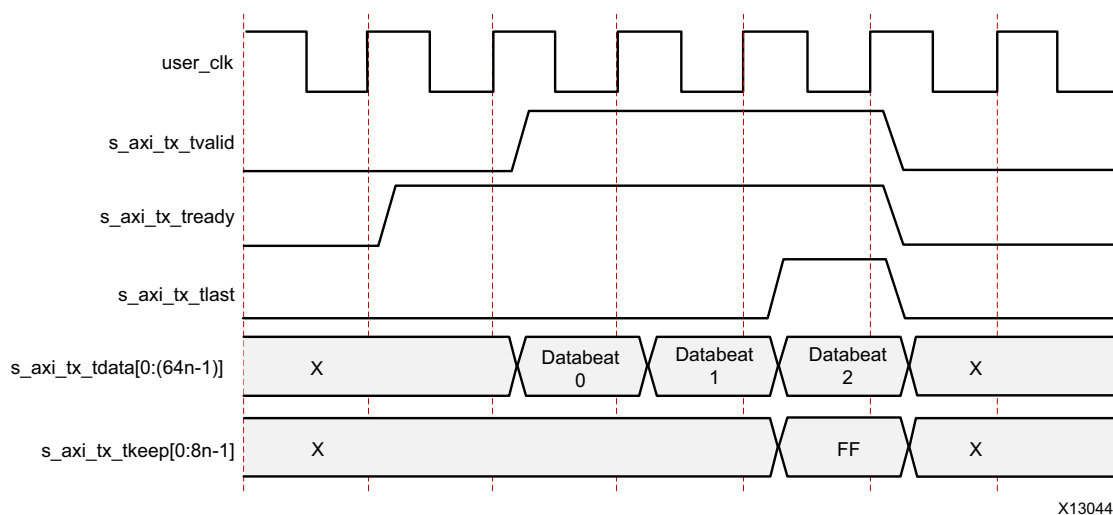 user_clk
s_axi_tx_tvalid
s_axi_tx_tready
s_axi_tx_tlast
s_axi_tx_tdata[0:(64n-1)]
X
Databeat
0
Databeat
1
Databeat
2
X
s_axi_tx_tkeep[0:8n-1]
X
FF
X
X13044